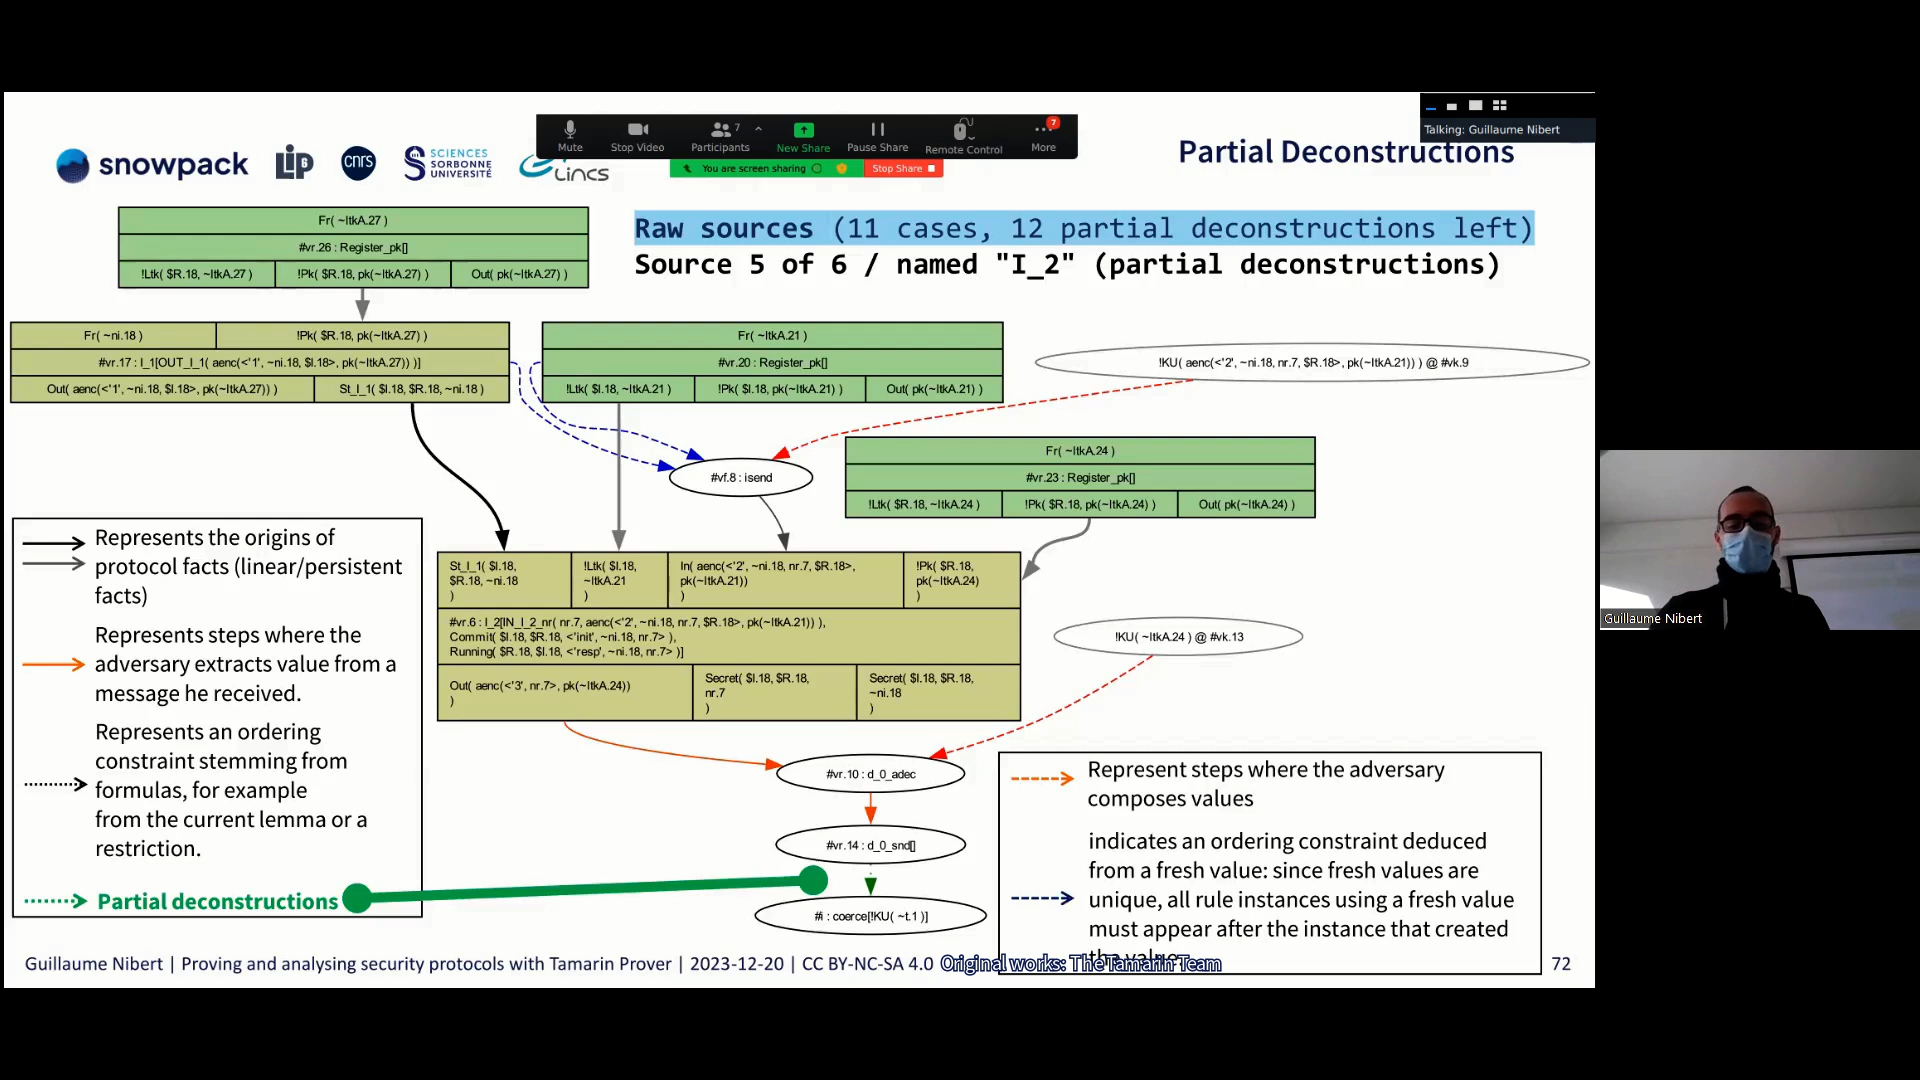 snowpack
LIP6
cnrs
SCIENCES
SORBONNE
UNIVERSITÉ
Lincs
Mute
Stop Video
Participants
7
New Share
Pause Share
Remote Control
More
7
You are screen sharing
Stop Share
Talking: Guillaume Nibert
Partial Deconstructions
Raw sources (11 cases, 12 partial deconstructions left)
Source 5 of 6 / named "I_2" (partial deconstructions)
Fr( ~ltkA.27 )
#vr.26 : Register_pk[]
!Ltk( $R.18, ~ltkA.27 )
!Pk( $R.18, pk(~ltkA.27) )
Out( pk(~ltkA.27) )
Fr( ~ni.18 )
!Pk( $R.18, pk(~ltkA.27) )
#vr.17 : I_1[OUT_I_1( aenc(<'1', ~ni.18, $I.18>, pk(~ltkA.27)) )]
Out( aenc(<'1', ~ni.18, $I.18>, pk(~ltkA.27)) )
St_I_1( $I.18, $R.18, ~ni.18 )
Fr( ~ltkA.21 )
#vr.20 : Register_pk[]
!Ltk( $I.18, ~ltkA.21 )
!Pk( $I.18, pk(~ltkA.21) )
Out( pk(~ltkA.21) )
!KU( aenc(<'2', ~ni.18, nr.7, $R.18>, pk(~ltkA.21)) ) @ #vk.9
#vf.8 : isend
Fr( ~ltkA.24 )
#vr.23 : Register_pk[]
!Ltk( $R.18, ~ltkA.24 )
!Pk( $R.18, pk(~ltkA.24) )
Out( pk(~ltkA.24) )
St_I_1( $I.18,
$R.18, ~ni.18
)
!Ltk( $I.18,
~ltkA.21
)
In( aenc(<'2', ~ni.18, nr.7, $R.18>,
pk(~ltkA.21))
)
!Pk( $R.18,
pk(~ltkA.24)
)
#vr.6 : I_2[IN_I_2_nr( nr.7, aenc(<'2', ~ni.18, nr.7, $R.18>, pk(~ltkA.21)) ),
Commit( $I.18, $R.18, <'init', ~ni.18, nr.7> ),
Running( $R.18, $I.18, <'resp', ~ni.18, nr.7> )]
Out( aenc(<'3', nr.7>, pk(~ltkA.24))
)
Secret( $I.18, $R.18,
nr.7
)
Secret( $I.18, $R.18,
~ni.18
)
!KU( ~ltkA.24 ) @ #vk.13
#vr.10 : d_0_adec
#vr.14 : d_0_snd[]
#i : coerce[!KU( ~t.1 )]
Represents the origins of
protocol facts (linear/persistent
facts)
Represents steps where the
adversary extracts value from a
message he received.
Represents an ordering
constraint stemming from
formulas, for example
from the current lemma or a
restriction.
Partial deconstructions
Represent steps where the adversary
composes values
indicates an ordering constraint deduced
from a fresh value: since fresh values are
unique, all rule instances using a fresh value
must appear after the instance that created
the value.
Guillaume Nibert | Proving and analysing security protocols with Tamarin Prover | 2023-12-20 | CC BY-NC-SA 4.0
Original works: The Tamarin Team
72
Guillaume Nibert